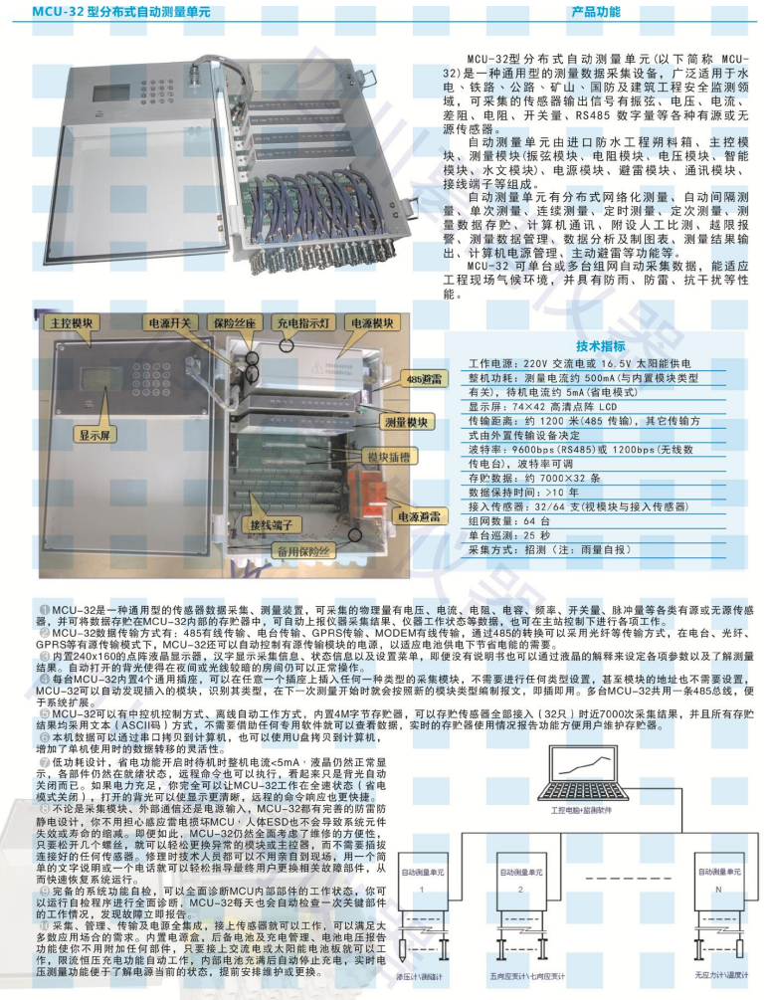 MCU-32 型分布式自动测量单元
产品功能
MCU-32型分布式自动测量单元(以下简称 MCU-
32)是一种通用型的测量数据采集设备，广泛适用于水
电、铁路、公路、矿山、国防及建筑工程安全监测领
域，可采集的传感器输出信号有振弦、电压、电流、
差阻、电阻、开关量、RS485 数字量等各种有源或无
源传感器。
自动测量单元由进口防水工程朔料箱、主控模
块、测量模块(振弦模块、电阻模块、电压模块、智能
模块、水文模块)、电源模块、避雷模块、通讯模块、
接线端子等组成。
自动测量单元有分布式网络化测量、自动间隔测
量、单次测量、连续测量、定时测量、定次测量、测
量数据存贮、计算机通讯、附设人工比测、越限报
警、测量数据管理、数据分析及制图表、测量结果输
出、计算机电源管理、主动避雷等功能等。
MCU-32 可单台或多台组网自动采集数据，能适应
工程现场气候环境，并具有防雨、防雷、抗干扰等性
能。
主控模块
电源开关
保险丝座
充电指示灯
电源模块
485避雷
测量模块
显示屏
模块插槽
接线端子
电源避雷
备用保险丝
技术指标
工作电源：220V 交流电或 16.5V 太阳能供电
整机功耗：测量电流约 500mA(与内置模块类型
有关)，待机电流约 5mA(省电模式)
显示屏：74×42 高清点阵 LCD
传输距离：约 1200 米(485 传输)，其它传输方
式由外置传输设备决定
波特率：9600bps(RS485)或 1200bps(无线数
传电台)，波特率可调
存贮数据：约 7000×32 条
数据保持时间：>10 年
接入传感器：32/64 支(视模块与接入传感器)
组网数量：64 台
单台巡测：25 秒
采集方式：招测（注：雨量自报）
①MCU-32是一种通用型的传感器数据采集、测量装置，可采集的物理量有电压、电流、电阻、电容、频率、开关量、脉冲量等各类有源或无源传感
器，并可将数据存贮在MCU-32内部的存贮器中，可自动上报仪器采集结果、仪器工作状态等数据，也可在主站控制下进行各项工作。
②MCU-32数据传输方式有：485有线传输、电台传输、GPRS传输、MODEM有线传输，通过485的转换可以采用光纤等传输方式，在电台、光纤、
GPRS等有源传输模式下，MCU-32还可以自动控制有源传输模块的电源，以适应电池供电下节省电能的需要。
③内置240x160的点阵液晶显示器，汉字显示采集信息、状态信息以及设置菜单，即便没有说明书也可以通过液晶的解释来设定各项参数以及了解测量
结果。自动打开的背光使得在夜间或光线较暗的房间仍可以正常操作。
④每台MCU-32内置4个通用插座，可以在任意一个插座上插入任何一种类型的采集模块，不需要进行任何类型设置，甚至模块的地址也不需要设置，
MCU-32可以自动发现插入的模块，识别其类型，在下一次测量开始时就会按照新的模块类型编制报文，即插即用。多台MCU-32共用一条485总线，便
于系统扩展。
⑤MCU-32可以有中控机控制方式、离线自动工作方式，内置4M字节存贮器，可以存贮传感器全部接入（32只）时近7000次采集结果，并且所有存贮
结果均采用文本（ASCII码）方式，不需要借助任何专用软件就可以查看数据，实时的存贮器使用情况报告功能方便用户维护存贮器。
⑥本机数据可以通过串口拷贝到计算机，也可以使用U盘拷贝到计算机，
增加了单机使用时的数据转移的灵活性。
⑦低功耗设计，省电功能开启时待机时整机电流<5mA，液晶仍然正常显
示，各部件仍然在就绪状态，远程命令也可以执行，看起来只是背光自动
关闭而已。如果电力充足，你完全可以让MCU-32工作在全速状态（省电
模式关闭），打开的背光可以使显示更清晰，远程的命令响应也更快捷。
⑧不论是采集模块、外部通信还是电源输入，MCU-32都有完善的防雷防
静电设计，你不用担心感应雷电损坏MCU，人体ESD也不会导致系统元件
失效或寿命的缩减。即便如此，MCU-32仍然全面考虑了维修的方便性，
只要松开几个螺丝，就可以轻松更换异常的模块或主控器，而不需要插拔
连接好的任何传感器。修理时技术人员都可以不用亲自到现场，用一个简
单的文字说明或一个电话就可以轻松指导最终用户更换相关故障部件，从
而快速恢复系统运行。
⑨完备的系统功能自检，可以全面诊断MCU内部部件的工作状态，你可
以运行自检程序进行全面诊断，MCU-32每天也会自动检查一次关键部件
的工作情况，发现故障立即报告。
⑩采集、管理、传输及电源全集成，接上传感器就可以工作，可以满足大
多数应用场合的需求。内置电源盒，后备电池及充电管理、电池电压报告
功能使你不用附加任何部件，只要接上交流电或太阳能电池板就可以工
作，限流恒压充电功能自动工作，内部电池充满后自动停止充电，实时电
压测量功能便于了解电源当前的状态，提前安排维护或更换。
工控电脑+监测软件
自动测量单元
1
自动测量单元
2
自动测量单元
N
渗压计\测缝计
五向应变计\七向应变计
无应力计\温度计